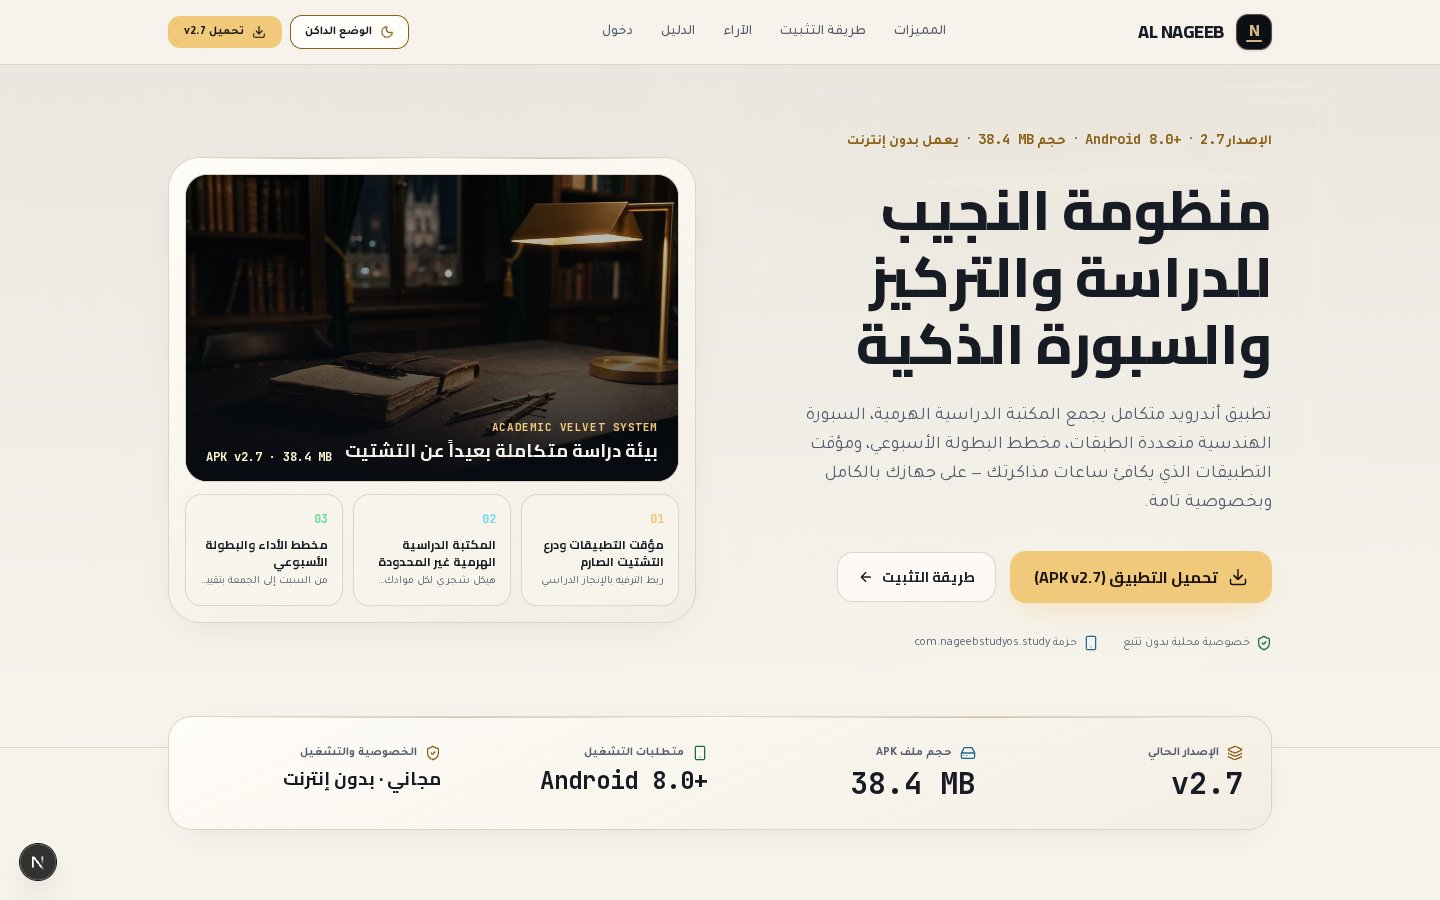 AL NAGEEB
N
المميزات
طريقة التثبيت
الآراء
الدليل
دخول
الوضع الداكن
تحميل v2.7
الإصدار 2.7 · Android 8.0+ · حجم 38.4 MB · يعمل بدون إنترنت
منظومة النجيب
للدراسة والتركيز
والسبورة الذكية
تطبيق أندرويد متكامل يجمع المكتبة الدراسية الهرمية، السبورة
الهندسية متعددة الطبقات، مخطط البطولة الأسبوعي، ومؤقت
التطبيقات الذي يكافئ ساعات مذاكرتك — على جهازك بالكامل
وبخصوصية تامة.
تحميل التطبيق (APK v2.7)
طريقة التثبيت
خصوصية محلية بدون تتبع
حزمة com.nageebstudyos.study
ACADEMIC VELVET SYSTEM
بيئة دراسة متكاملة بعيداً عن التشتيت
APK v2.7 · 38.4 MB
01
مؤقت التطبيقات ودرع
التشتيت الصارم
ربط الترفيه بالإنجاز الدراسي
02
المكتبة الدراسية
الهرمية غير المحدودة
هيكل شجري لكل موادك...
03
مخطط الأداء والبطولة
الأسبوعي
من السبت إلى الجمعة بتقيي...
الإصدار الحالي
v2.7
حجم ملف APK
38.4 MB
متطلبات التشغيل
Android 8.0+
الخصوصية والتشغيل
مجاني · بدون إنترنت
N